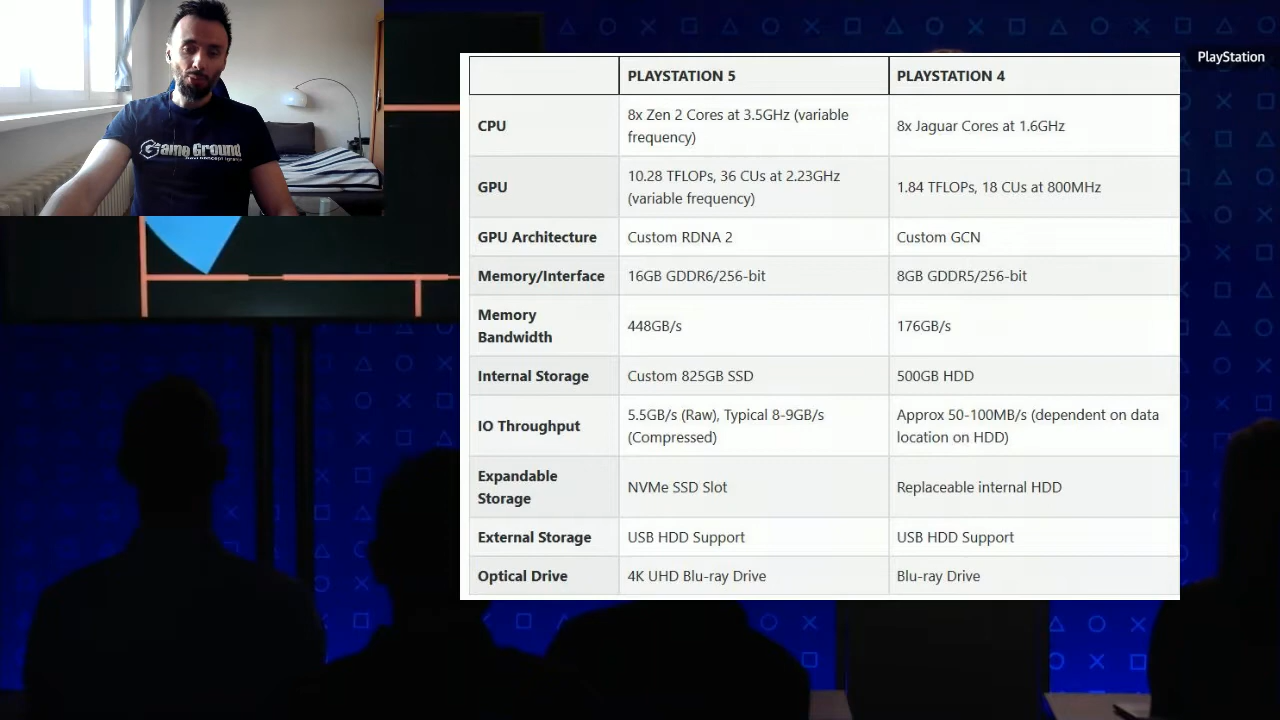 PlayStation
Game Ground
PLAYSTATION 5 PLAYSTATION 4
CPU 8x Zen 2 Cores at 3.5GHz (variable
frequency) 8x Jaguar Cores at 1.6GHz
GPU 10.28 TFLOPs, 36 CUs at 2.23GHz
(variable frequency) 1.84 TFLOPs, 18 CUs at 800MHz
GPU Architecture Custom RDNA 2 Custom GCN
Memory/Interface 16GB GDDR6/256-bit 8GB GDDR5/256-bit
Memory
Bandwidth 448GB/s 176GB/s
Internal Storage Custom 825GB SSD 500GB HDD
IO Throughput 5.5GB/s (Raw), Typical 8-9GB/s
(Compressed) Approx 50-100MB/s (dependent on data
location on HDD)
Expandable
Storage NVMe SSD Slot Replaceable internal HDD
External Storage USB HDD Support USB HDD Support
Optical Drive 4K UHD Blu-ray Drive Blu-ray Drive